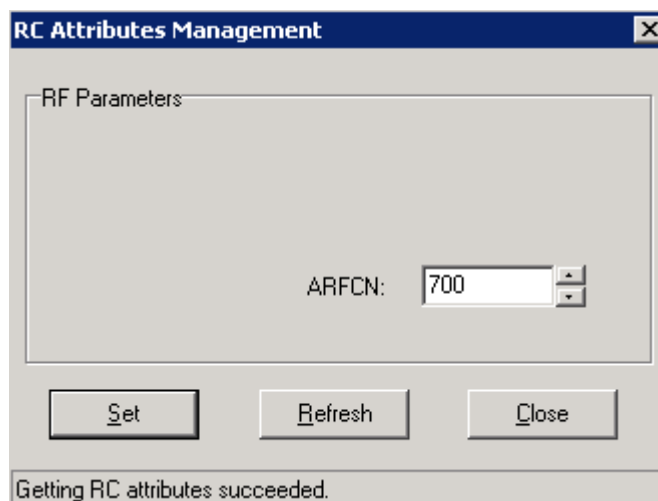 RC Attributes Management
RF Parameters
ARFCN: 700
Set Refresh Close
Getting RC attributes succeeded.